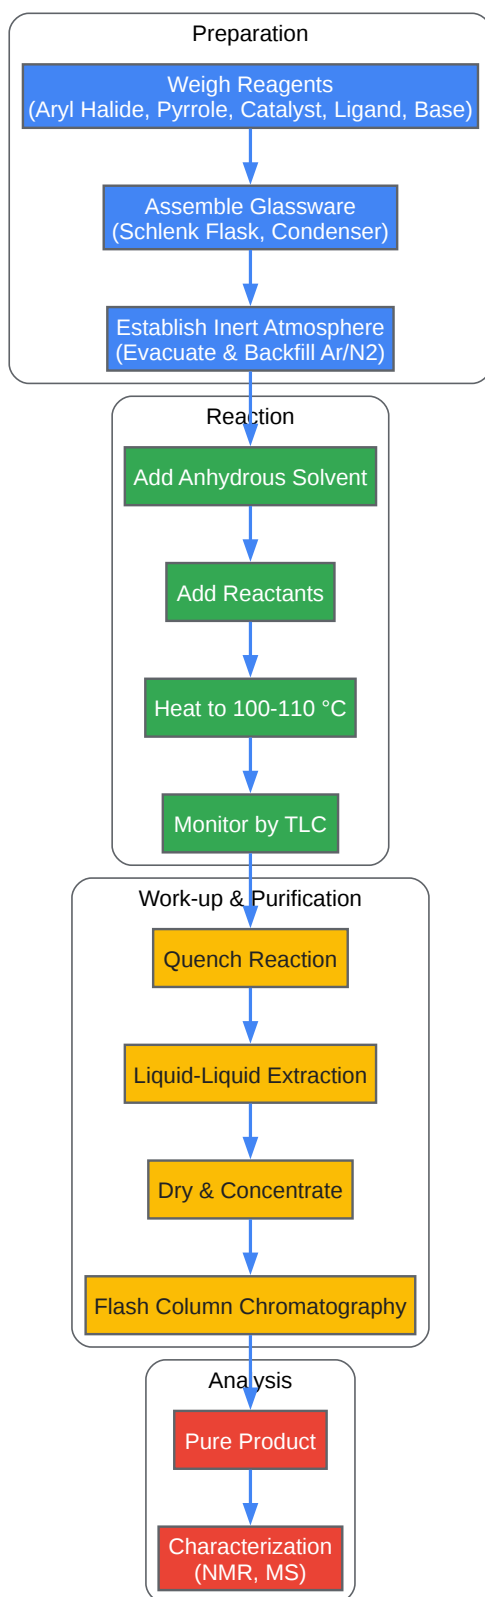 Preparation
Weigh Reagents
(Aryl Halide, Pyrrole, Catalyst, Ligand, Base)
Assemble Glassware
(Schlenk Flask, Condenser)
Establish Inert Atmosphere
(Evacuate & Backfill Ar/N2)
Reaction
Add Anhydrous Solvent
Add Reactants
Heat to 100-110 °C
Monitor by TLC
Work-up & Purification
Quench Reaction
Liquid-Liquid Extraction
Dry & Concentrate
Flash Column Chromatography
Analysis
Pure Product
Characterization
(NMR, MS)